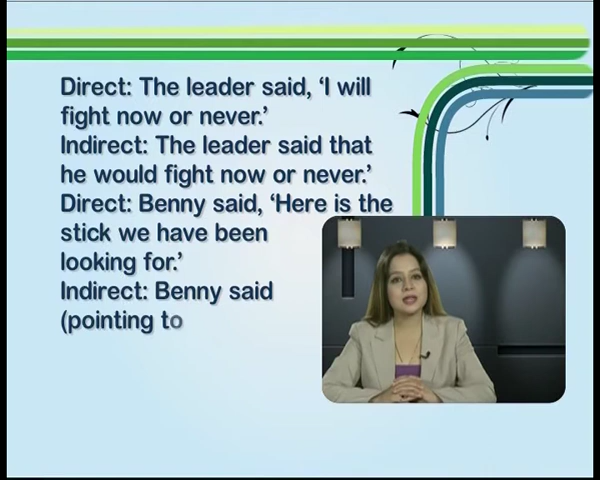 Direct: The leader said, ‘I will
fight now or never.’
Indirect: The leader said that
he would fight now or never.’
Direct: Benny said, ‘Here is the
stick we have been
looking for.’
Indirect: Benny said
(pointing to